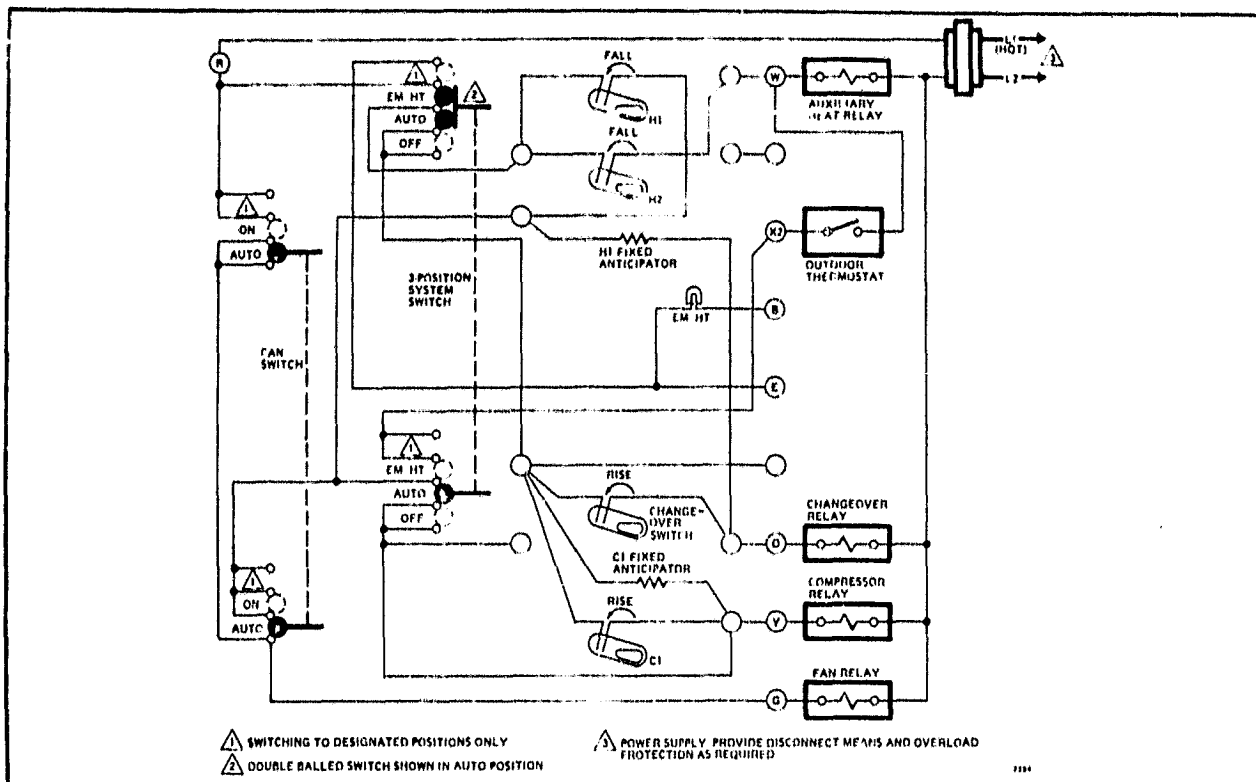 L1
(HOT)
3
L2
R
FALL
1
EM HT
2
AUTO
H1
W
AUXILIARY
HEAT RELAY
OFF
FALL
H2
1
ON
AUTO
H1 FIXED
ANTICIPATOR
X2
OUTDOOR
THERMOSTAT
3-POSITION
SYSTEM
SWITCH
EM HT
B
FAN
SWITCH
E
1
EM HT
AUTO
OFF
RISE
CHANGE-
OVER
SWITCH
CHANGEOVER
RELAY
O
C1 FIXED
ANTICIPATOR
1
ON
AUTO
RISE
C1
COMPRESSOR
RELAY
Y
FAN RELAY
G
1 SWITCHING TO DESIGNATED POSITIONS ONLY
2 DOUBLE BALLED SWITCH SHOWN IN AUTO POSITION
3 POWER SUPPLY. PROVIDE DISCONNECT MEANS AND OVERLOAD
PROTECTION AS REQUIRED